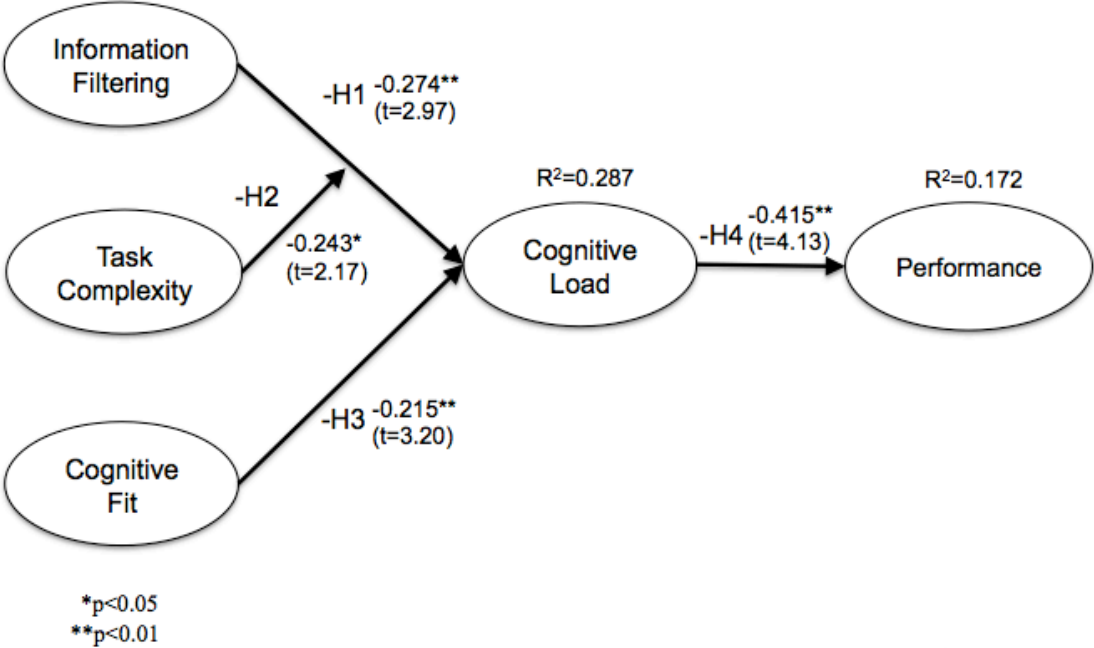 Information
Filtering
-H1 -0.274**
(t=2.97)
-H2
-0.243*
(t=2.17)
Task
Complexity
R²=0.287
Cognitive
Load
-H4 -0.415**
(t=4.13)
R²=0.172
Performance
-H3 -0.215**
(t=3.20)
Cognitive
Fit
*p<0.05
**p<0.01